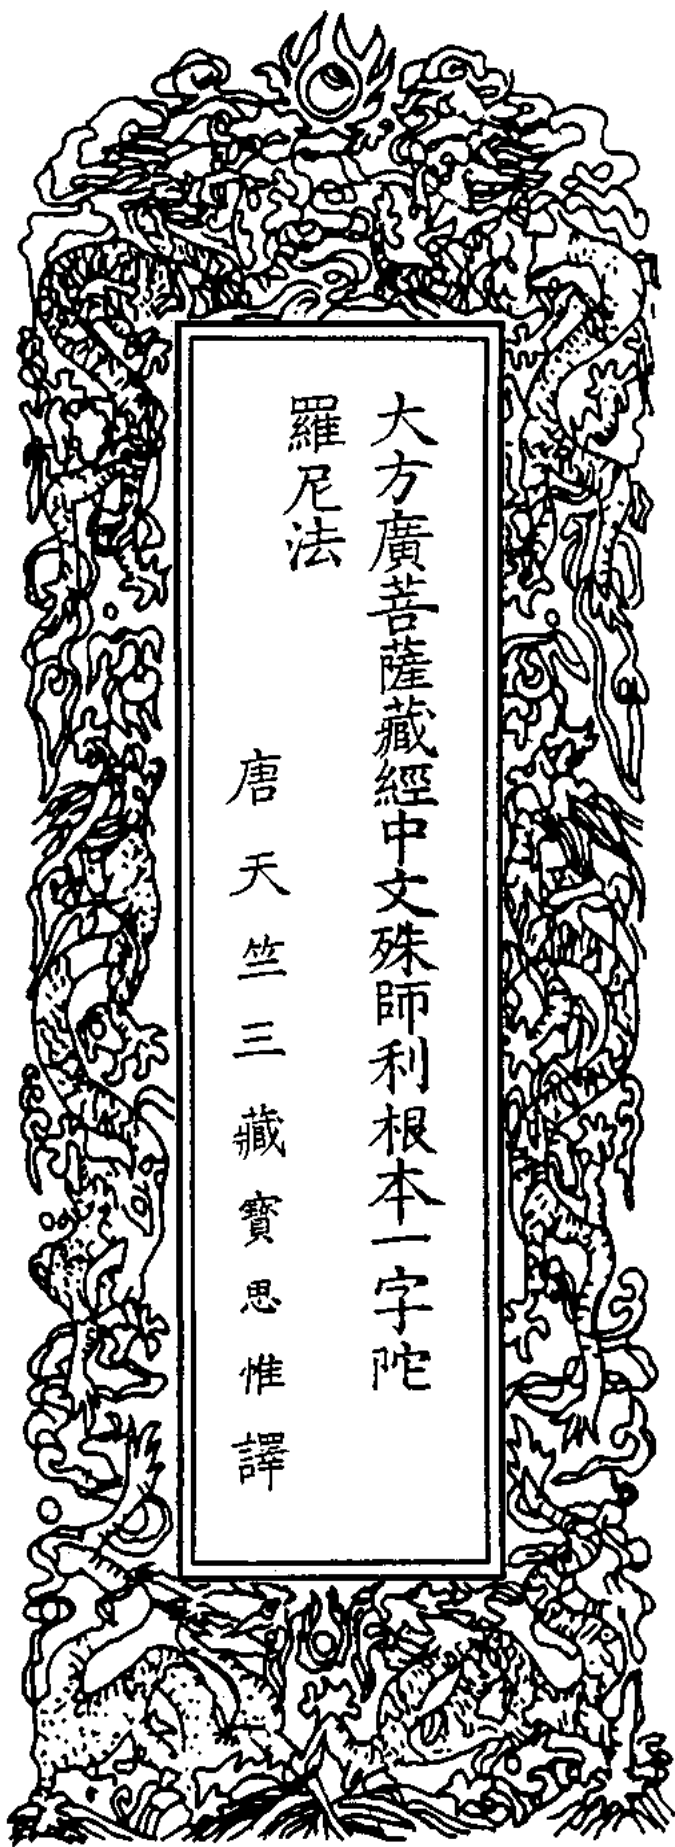 大方廣菩薩藏經中文殊師利根本一字陀
羅尼法
唐天竺三藏寶思惟譯